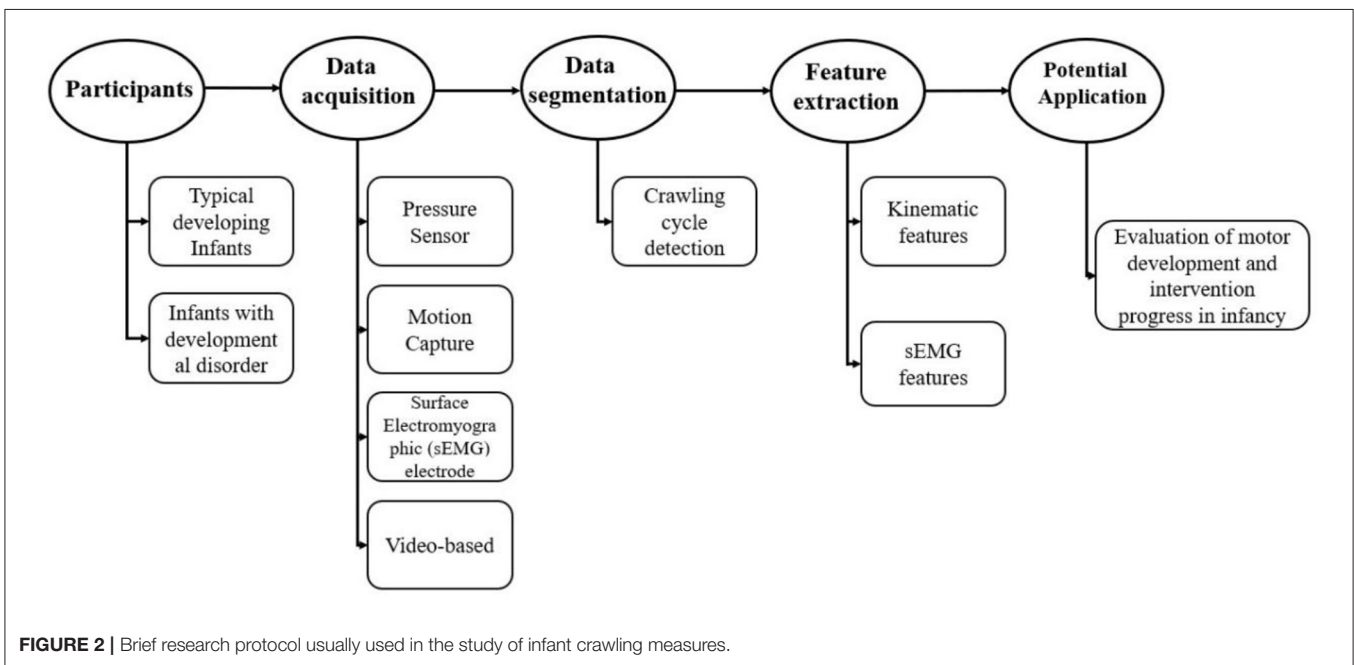 Participants
Data
acquisition
Data
segmentation
Feature
extraction
Potential
Application
Typical
developing
Infants
Infants with
development
al disorder
Pressure
Sensor
Motion
Capture
Surface
Electromyogra
phic (sEMG)
electrode
Video-based
Crawling
cycle
detection
Kinematic
features
sEMG
features
Evaluation of motor
development and
intervention
progress in infancy
FIGURE 2 | Brief research protocol usually used in the study of infant crawling measures.